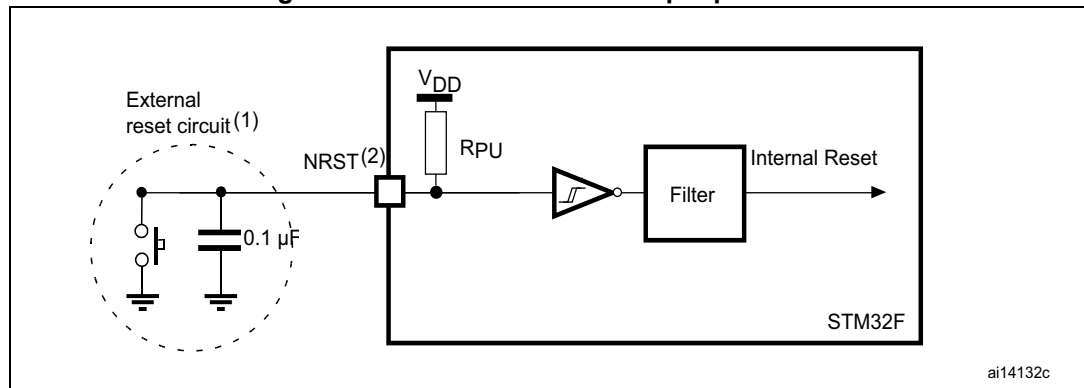 VDD
External
reset circuit(1)
NRST(2)
RPU
Internal Reset
Filter
0.1 μF
STM32F
ai14132c